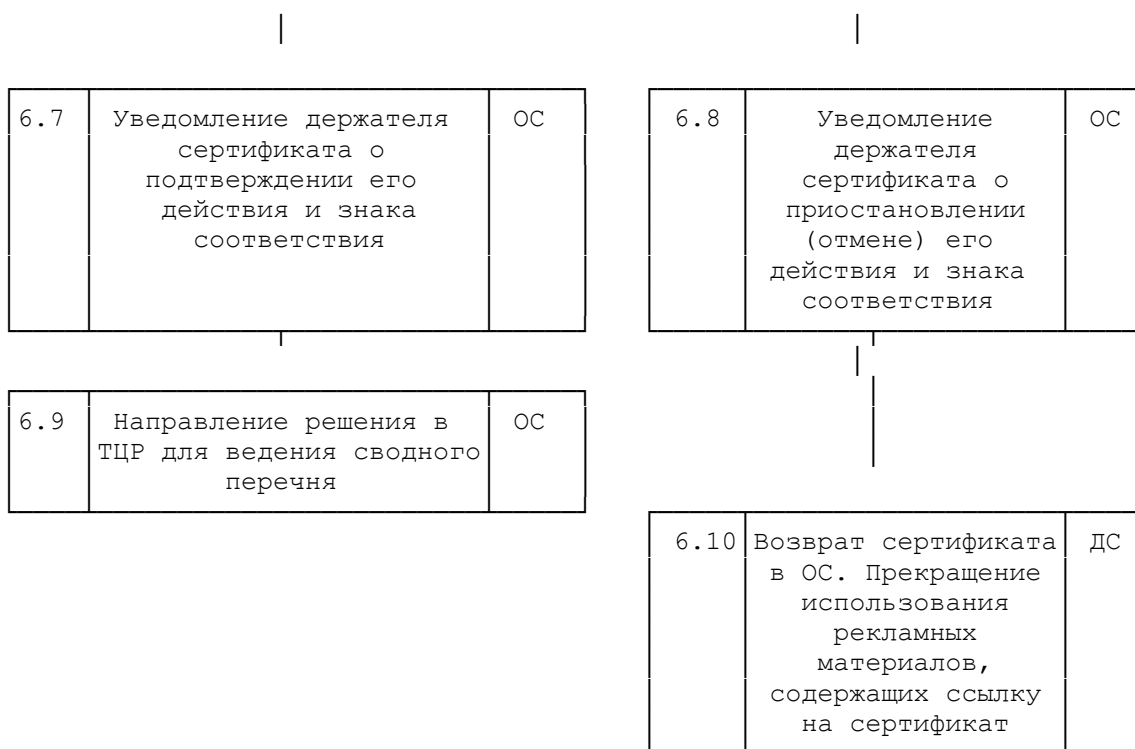 6.7 Уведомление держателя ОС
сертификата о
подтверждении его
действия и знака
соответствия
6.8 Уведомление ОС
держателя
сертификата о
приостановлении
(отмене) его
действия и знака
соответствия
6.9 Направление решения в ОС
ТЦР для ведения сводного
перечня
6.10 Возврат сертификата ДС
в ОС. Прекращение
использования
рекламных
материалов,
содержащих ссылку
на сертификат